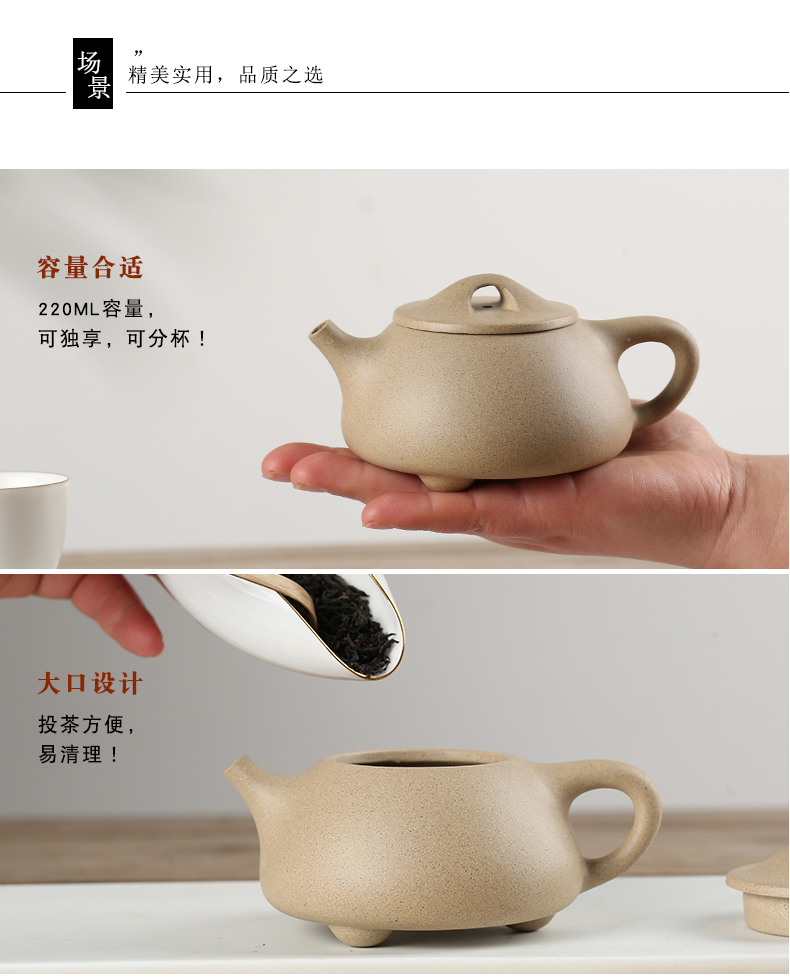 场景
”
精美实用，品质之选
容量合适
220ML容量，
可独享，可分杯！
大口设计
投茶方便，
易清理！